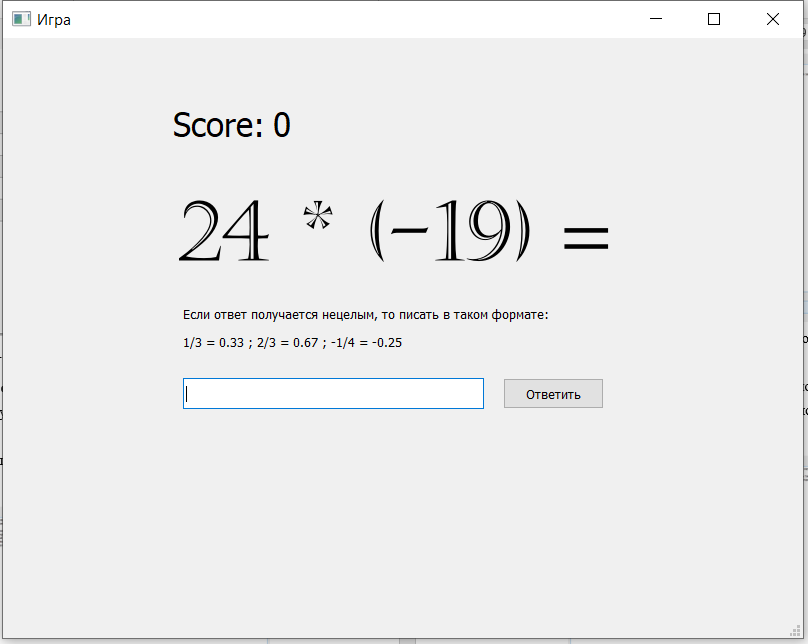 Игра
Score: 0
24 * (-19) =
Если ответ получается нецелым, то писать в таком формате:
1/3 = 0.33 ; 2/3 = 0.67 ; -1/4 = -0.25
Ответить